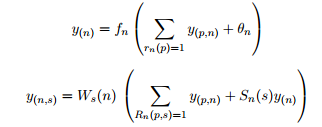 y_{(n)} = f_n \left( \sum_{r_n(p)=1} y_{(p,n)} + \theta_n \right)
y_{(n,s)} = W_s(n) \left( \sum_{R_n(p,s)=1} y_{(p,n)} + S_n(s) y_{(n)} \right)